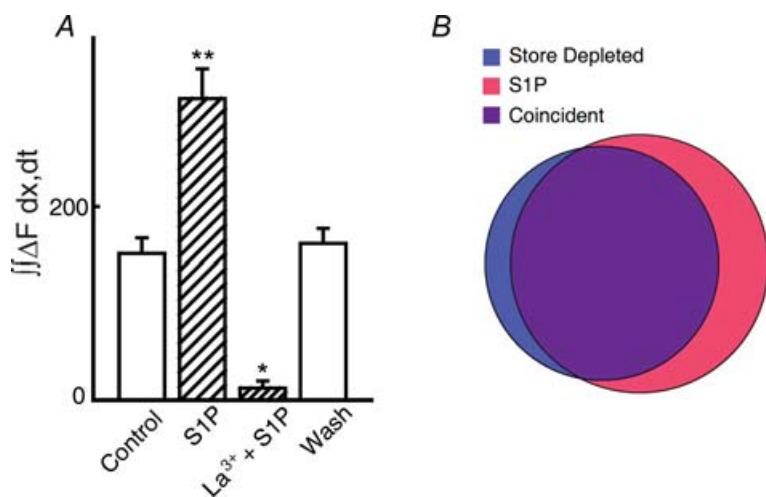 A
**
200
∫∫ΔF dx,dt
*
0
Control
S1P
La³⁺ + S1P
Wash
B
Store Depleted
S1P
Coincident